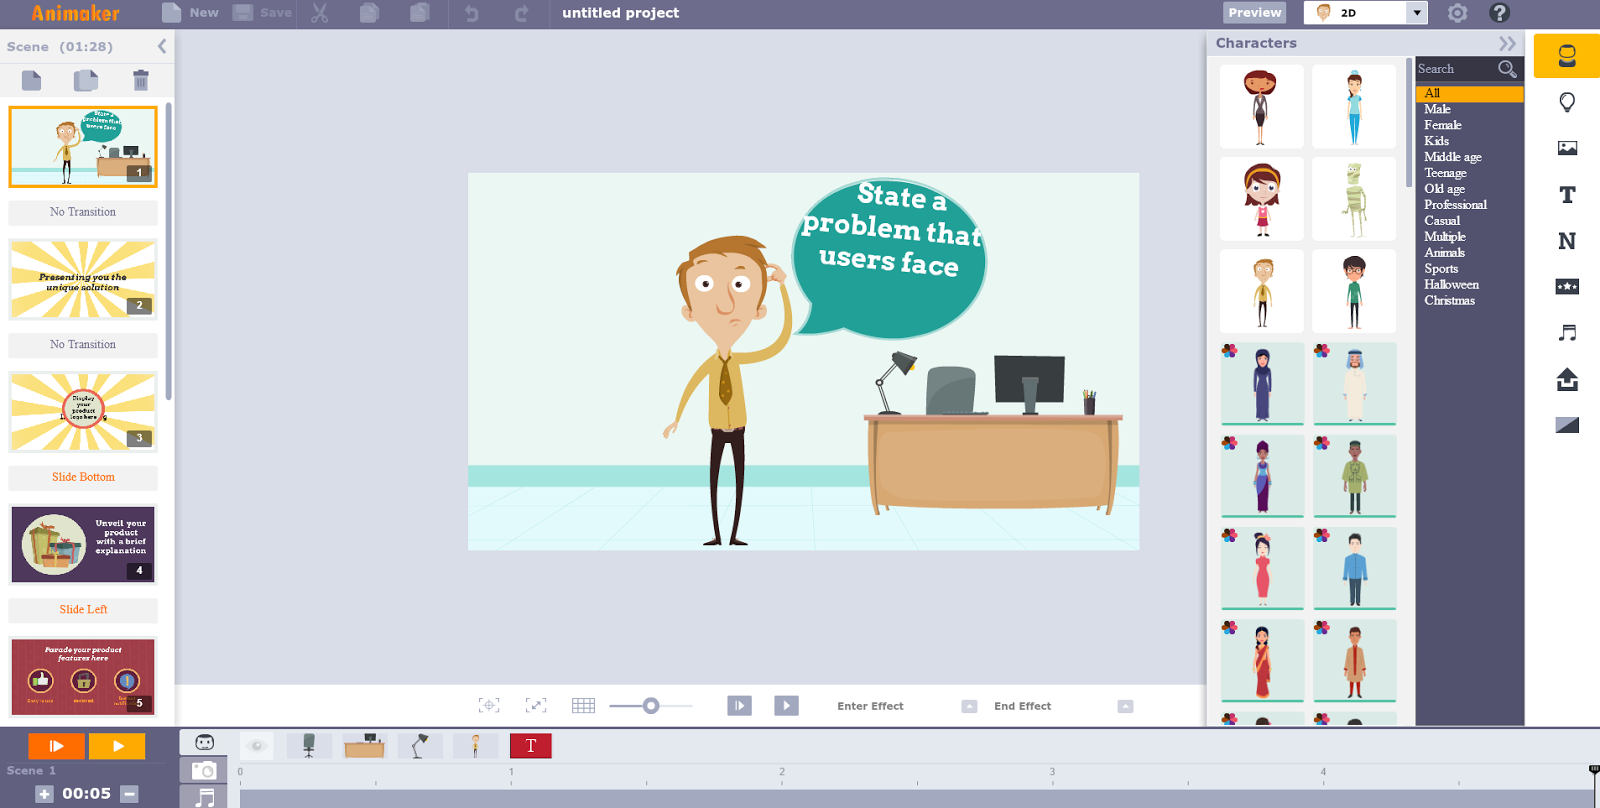 Animaker
New
Save
untitled project
Preview
2D
Scene (01:28)
State a
problem that
users face
1
No Transition
Presenting you the
unique solution
2
No Transition
Display
your
product
logo here
3
Slide Bottom
Unveil your
product
with a brief
explanation
4
Slide Left
Parade your product
features here
5
State a
problem that
users face
Characters
Search
All
Male
Female
Kids
Middle age
Teenage
Old age
Professional
Casual
Multiple
Animals
Sports
Halloween
Christmas
T
N
Enter Effect
End Effect
Scene 1
+ 00:05 −
T
0 1 2 3 4